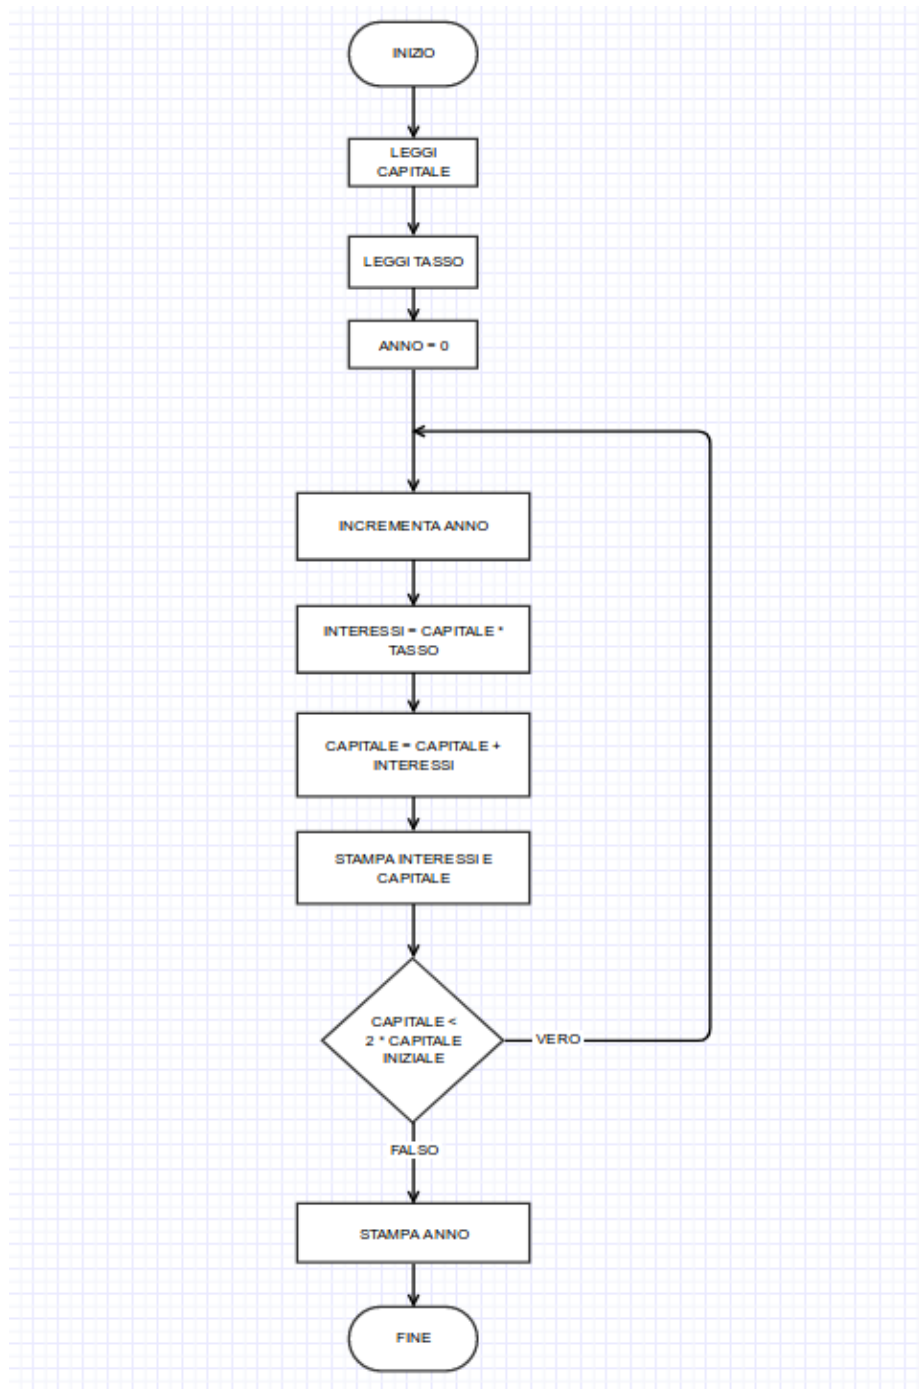 INIZIO
LEGGI
CAPITALE
LEGGI TASSO
ANNO = 0
INCREMENTA ANNO
INTERESSI = CAPITALE *
TASSO
CAPITALE = CAPITALE +
INTERESSI
STAMPA INTERESSI E
CAPITALE
CAPITALE <
2 * CAPITALE
INIZIALE
VERO
FALSO
STAMPA ANNO
FINE